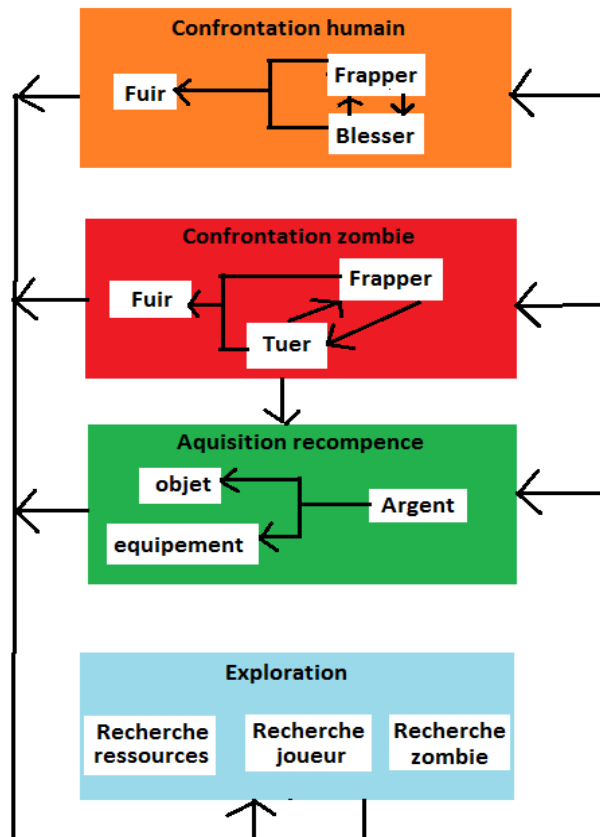 Confrontation humain
Fuir
Frapper
Blesser
Confrontation zombie
Frapper
Fuir
Tuer
Aquisition recompence
objet
Argent
equipement
Exploration
Recherche
ressources
Recherche
joueur
Recherche
zombie